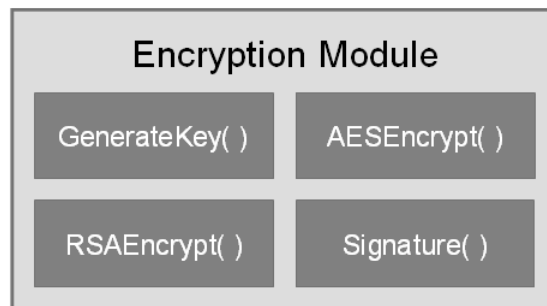 Encryption Module
GenerateKey( )
AESEncrypt( )
RSAEncrypt( )
Signature( )